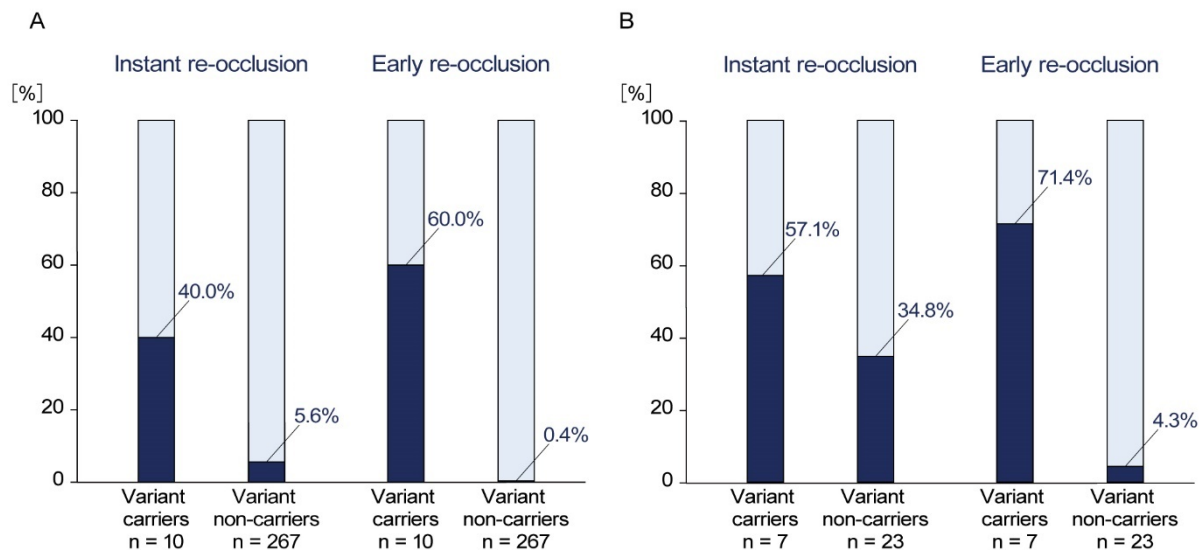 A
Instant re-occlusion
Early re-occlusion
[%]
100
80
60
40
20
0
40.0%
5.6%
60.0%
0.4%
Variant
carriers
n = 10
Variant
non-carriers
n = 267
Variant
carriers
n = 10
Variant
non-carriers
n = 267
B
Instant re-occlusion
Early re-occlusion
[%]
100
80
60
40
20
0
57.1%
34.8%
71.4%
4.3%
Variant
carriers
n = 7
Variant
non-carriers
n = 23
Variant
carriers
n = 7
Variant
non-carriers
n = 23